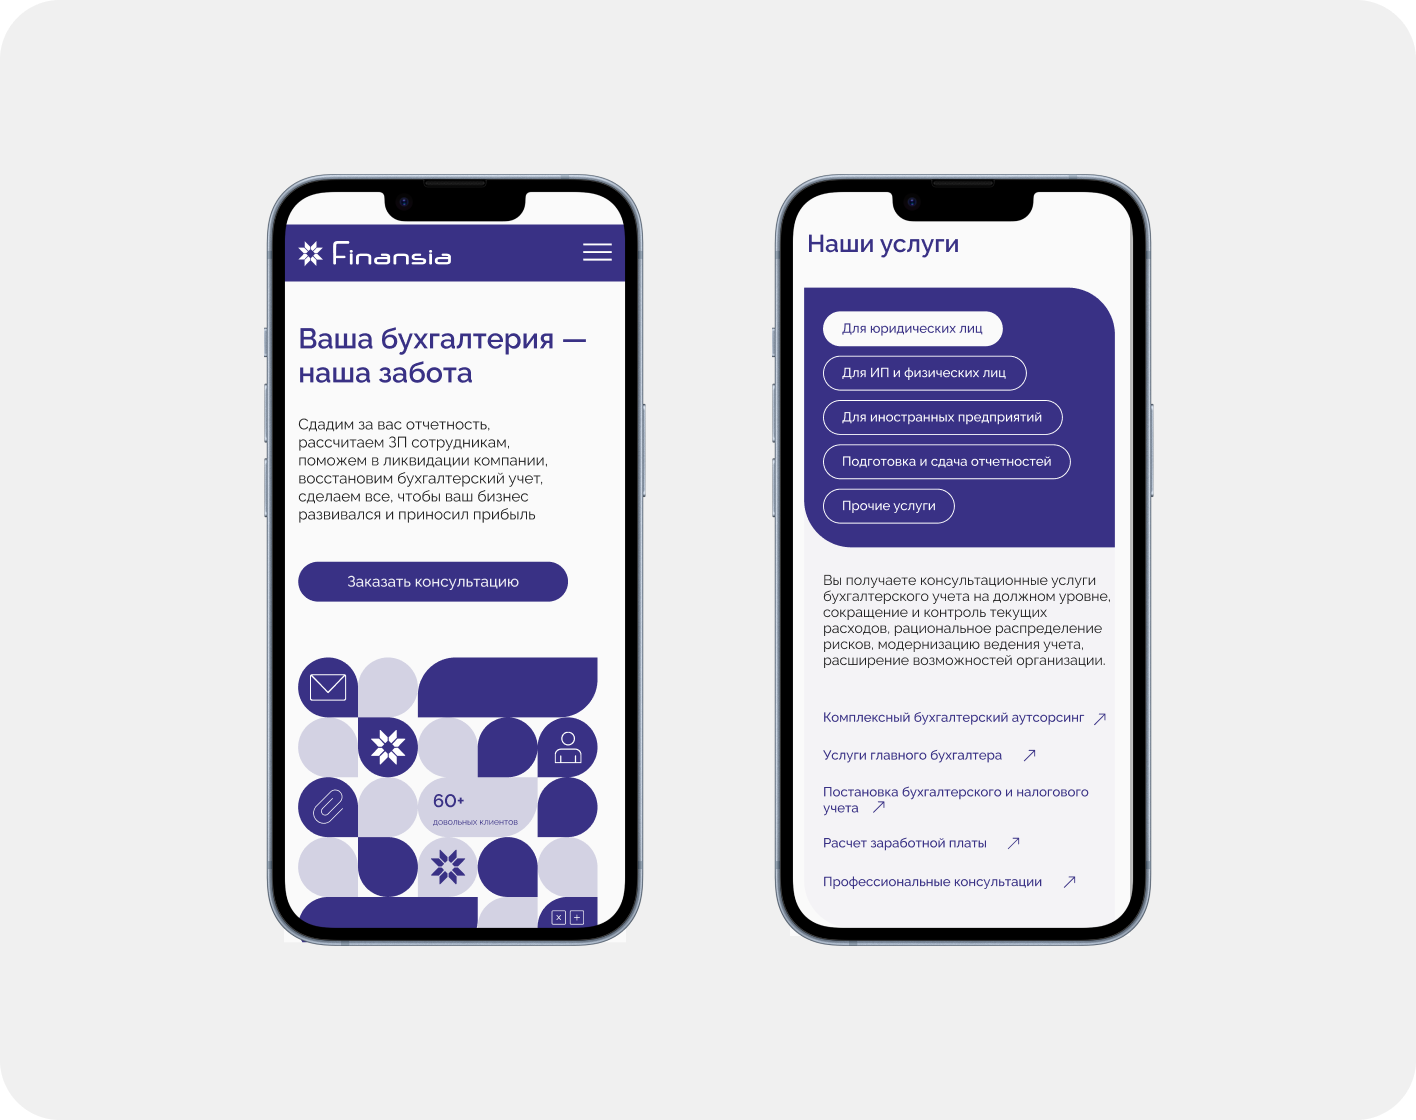 Finansia
Ваша бухгалтерия —
наша забота
Сдадим за вас отчетность,
рассчитаем ЗП сотрудникам,
поможем в ликвидации компании,
восстановим бухгалтерский учет,
сделаем все, чтобы ваш бизнес
развивался и приносил прибыль
Заказать консультацию
60+
довольных клиентов
x +
Наши услуги
Для юридических лиц
Для ИП и физических лиц
Для иностранных предприятий
Подготовка и сдача отчетностей
Прочие услуги
Вы получаете консультационные услуги
бухгалтерского учета на должном уровне,
сокращение и контроль текущих
расходов, рациональное распределение
рисков, модернизацию ведения учета,
расширение возможностей организации.
Комплексный бухгалтерский аутсорсинг
Услуги главного бухгалтера
Постановка бухгалтерского и налогового
учета
Расчет заработной платы
Профессиональные консультации